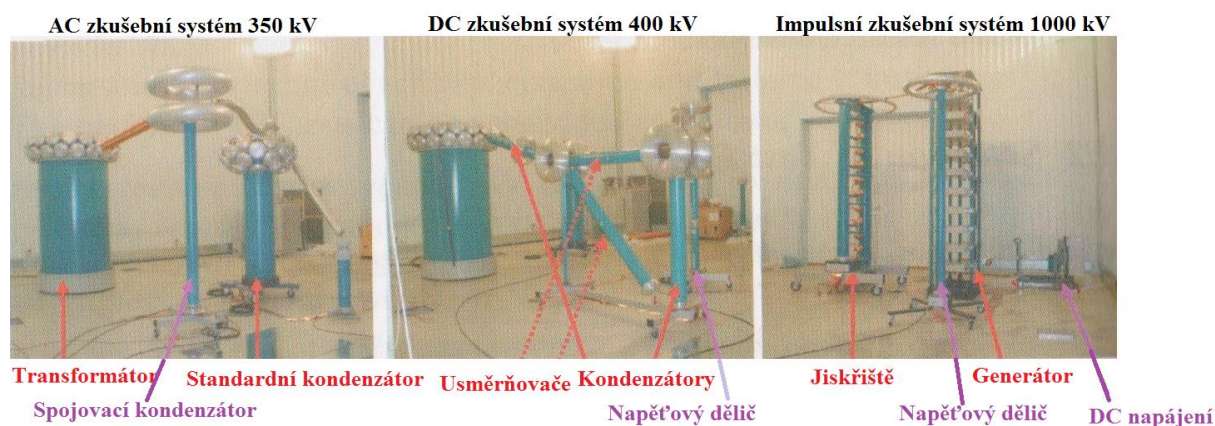 AC zkušební systém 350 kV
DC zkušební systém 400 kV
Impulsní zkušební systém 1000 kV
Transformátor
Standardní kondenzátor
Spojovací kondenzátor
Usměrňovače
Kondenzátory
Napěťový dělič
Jiskřiště
Generátor
Napěťový dělič
DC napájení